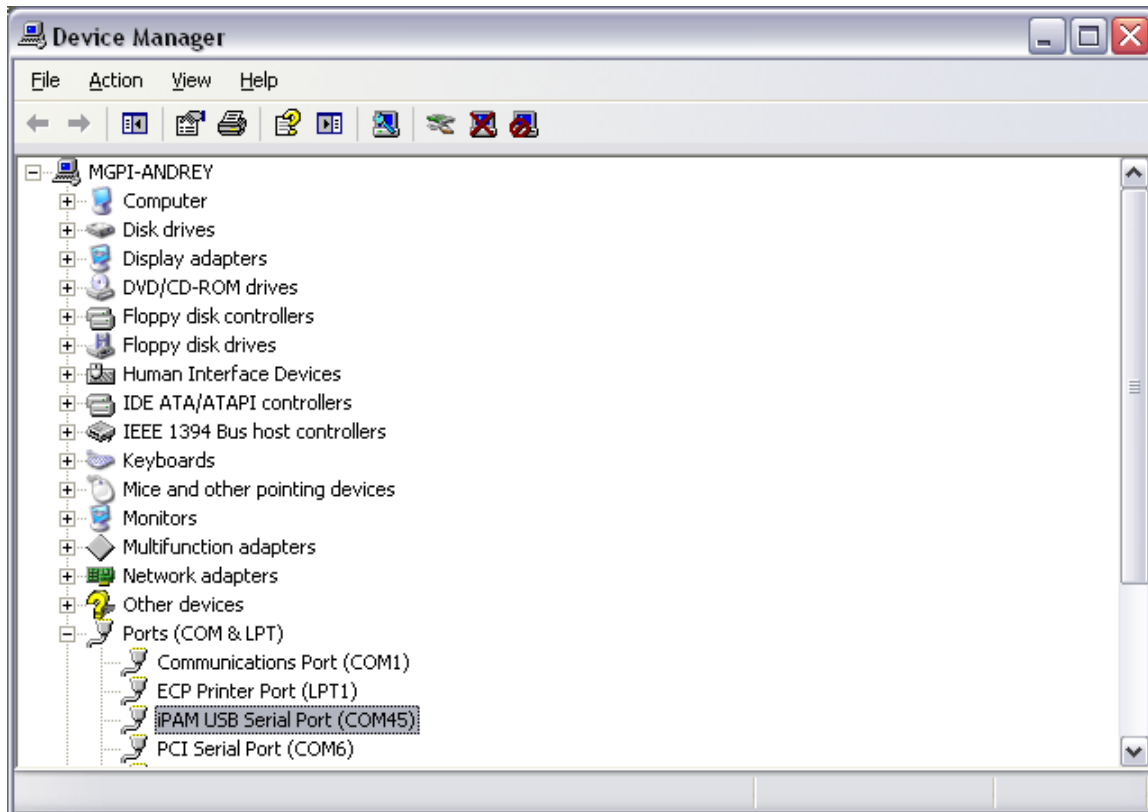 Device Manager
File Action View Help
MGPI-ANDREY
Computer
Disk drives
Display adapters
DVD/CD-ROM drives
Floppy disk controllers
Floppy disk drives
Human Interface Devices
IDE ATA/ATAPI controllers
IEEE 1394 Bus host controllers
Keyboards
Mice and other pointing devices
Monitors
Multifunction adapters
Network adapters
Other devices
Ports (COM & LPT)
Communications Port (COM1)
ECP Printer Port (LPT1)
iPAM USB Serial Port (COM45)
PCI Serial Port (COM6)